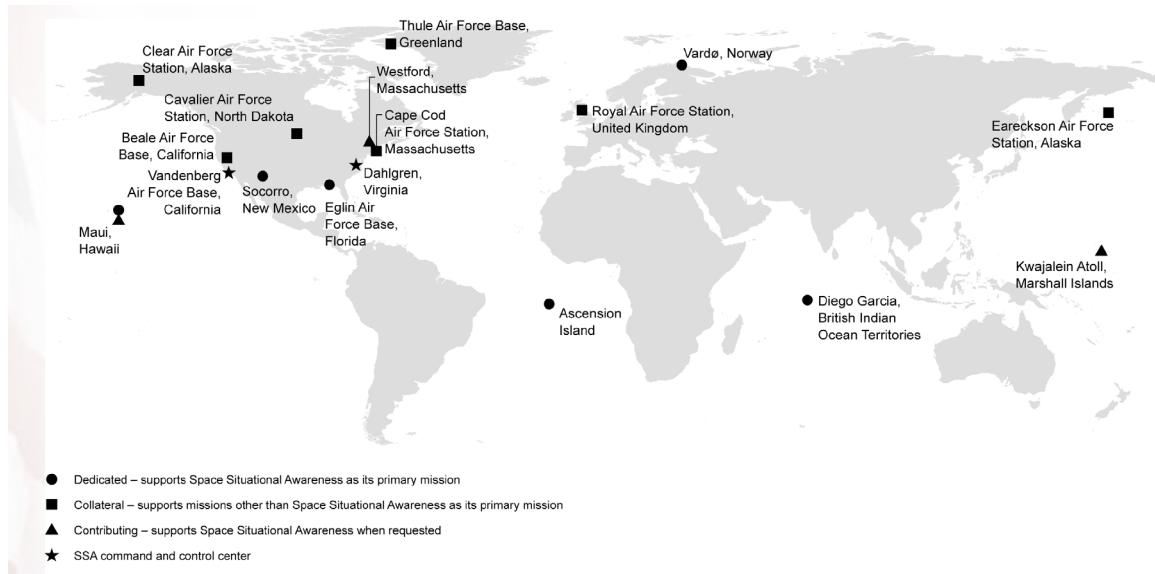 Thule Air Force Base,
Greenland
Clear Air Force
Station, Alaska
Vardø, Norway
Westford,
Massachusetts
Cavalier Air Force
Station, North Dakota
Cape Cod
Air Force Station,
Massachusetts
Royal Air Force Station,
United Kingdom
Eareckson Air Force
Station, Alaska
Beale Air Force
Base, California
Vandenberg
Air Force Base,
California
Socorro,
New Mexico
Dahlgren,
Virginia
Eglin Air
Force Base,
Florida
Maui,
Hawaii
Kwajalein Atoll,
Marshall Islands
Ascension
Island
Diego Garcia,
British Indian
Ocean Territories
Dedicated – supports Space Situational Awareness as its primary mission
Collateral – supports missions other than Space Situational Awareness as its primary mission
Contributing – supports Space Situational Awareness when requested
SSA command and control center